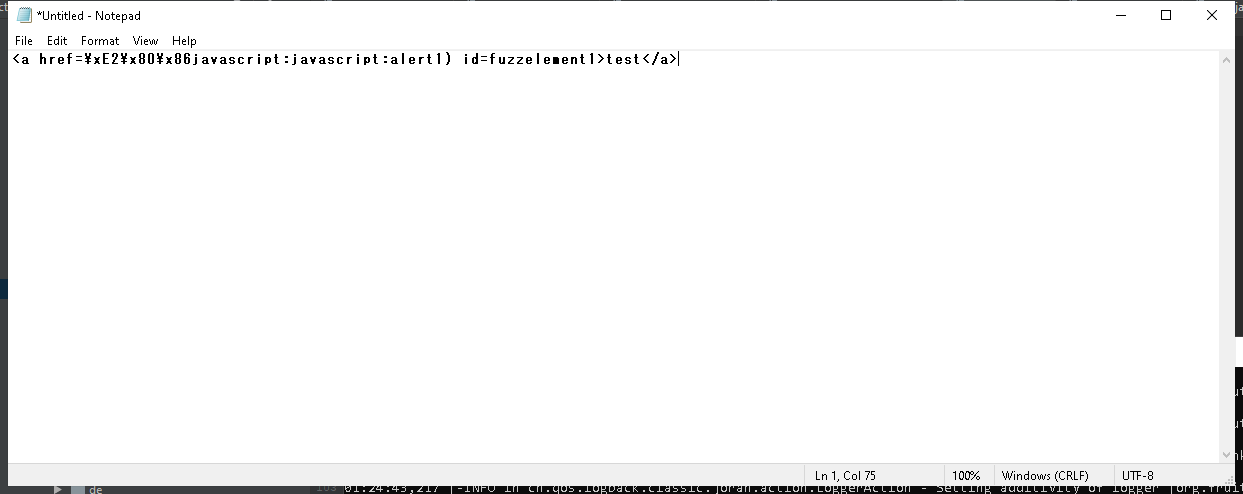 *Untitled - Notepad
File Edit Format View Help
<a href=¥xE2¥x80¥x86javascript:javascript:alert1) id=fuzzelement1>test</a>
Ln 1, Col 75 100% Windows (CRLF) UTF-8
de 01:24:43,217 |-INFO in ch.qos.logback.classic.joran.action.LoggerAction - Setting additivity of logger [org.fruit